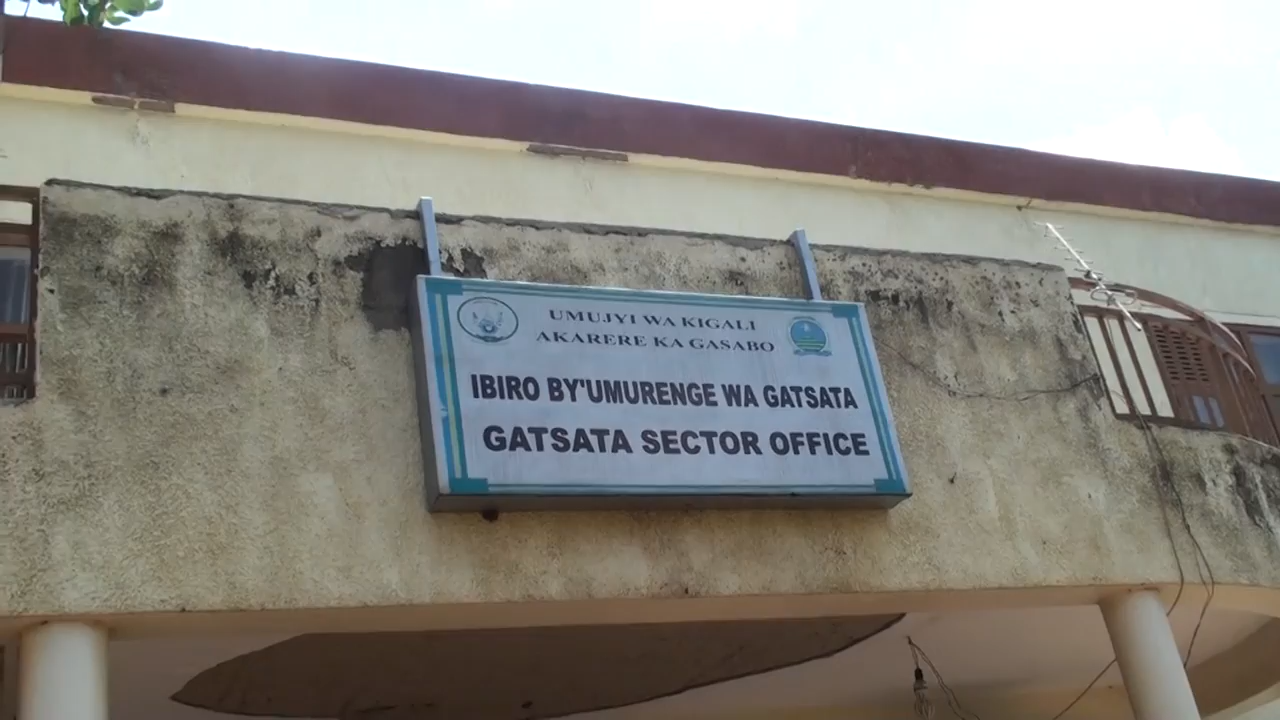 UMUJYI WA KIGALI
AKARERE KA GASABO
IBIRO BY'UMURENGE WA GATSATA
GATSATA SECTOR OFFICE